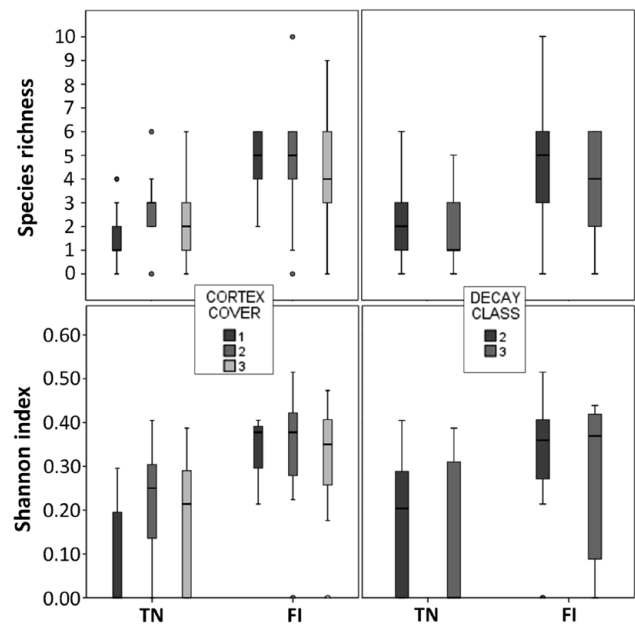 Species richness
10
9
8
7
6
5
4
3
2
1
0
CORTEX
COVER
1
2
3
DECAY
CLASS
2
3
Shannon index
0.60
0.50
0.40
0.30
0.20
0.10
0.00
TN
FI
TN
FI